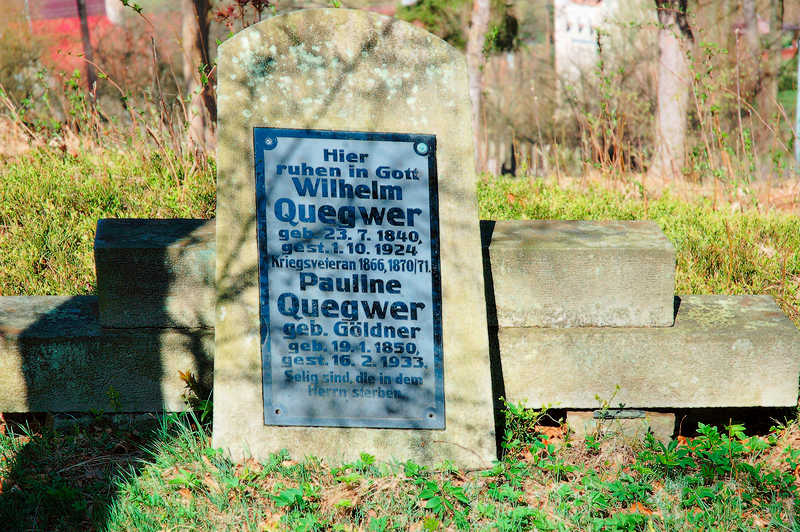 Hier
ruhen in Gott
Wilhelm
Quegwer
geb. 23. 7. 1840,
gest. 1. 10. 1924.
Kriegsveteran 1866, 1870/71.
Pauline
Quegwer
geb. Göldner
geb. 19. 1. 1850,
gest. 16. 2. 1933.
Selig sind, die in dem
Herrn sterben.